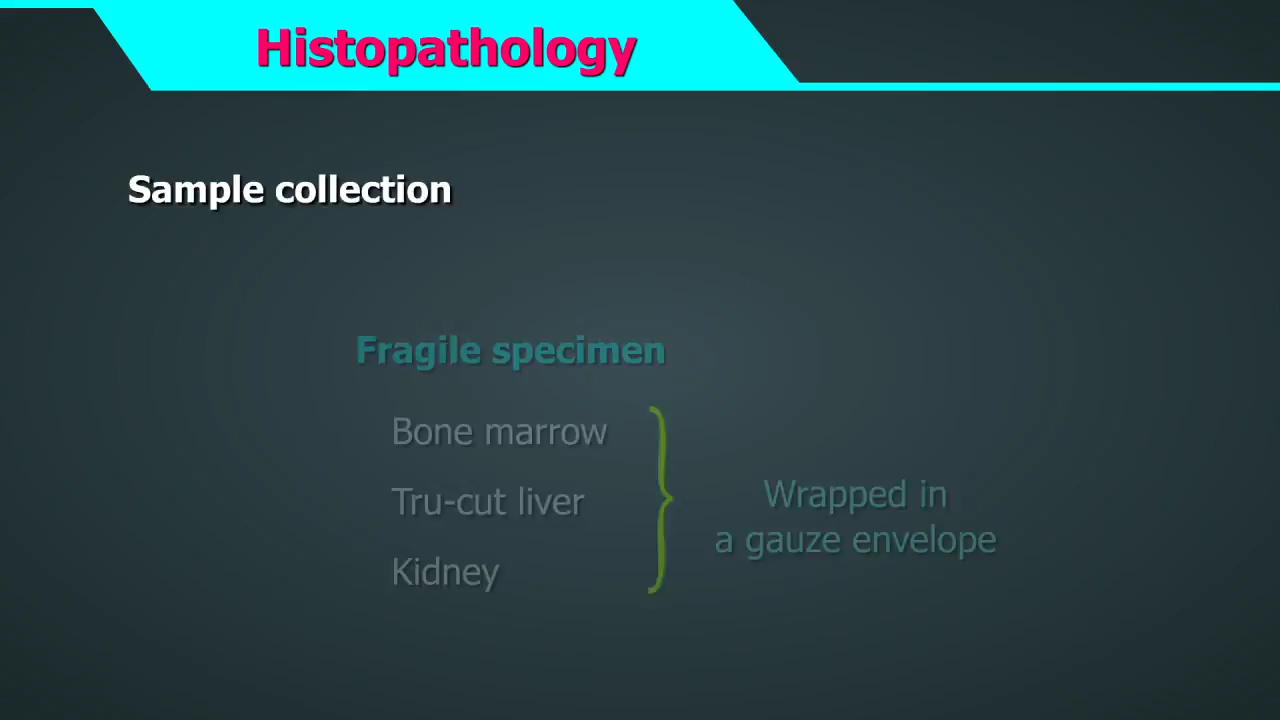 Histopathology
Sample collection
Fragile specimen
Bone marrow
Tru-cut liver
Kidney
Wrapped in
a gauze envelope